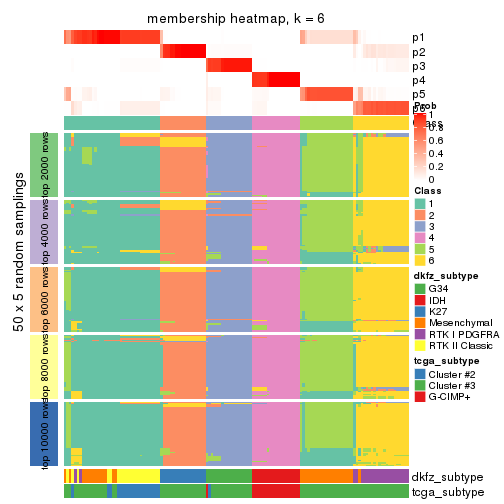 membership heatmap, k = 6
p1
p2
p3
p4
p5
p6
Class
50 x 5 random samplings
top 2000 rows
top 4000 rows
top 6000 rows
top 8000 rows
top 10000 rows
dkfz_subtype
tcga_subtype
Prob
1
0.8
0.6
0.4
0.2
0
Class
1
2
3
4
5
6
dkfz_subtype
G34
IDH
K27
Mesenchymal
RTK I PDGFRA
RTK II Classic
tcga_subtype
Cluster #2
Cluster #3
G-CIMP+